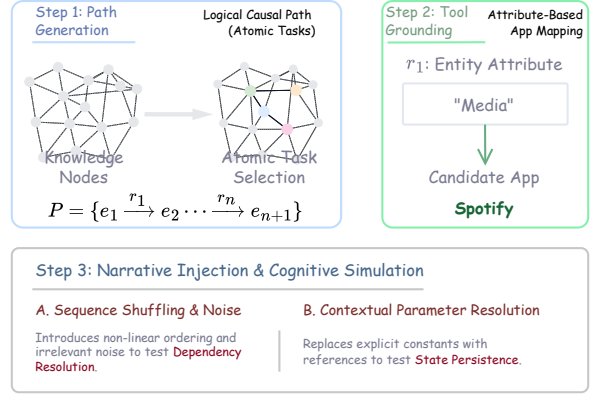 Step 1: Path
Generation
Logical Causal Path
(Atomic Tasks)
Knowledge
Nodes
Atomic Task
Selection
P = {e₁ —r₁→ e₂ ⋯ —rₙ→ eₙ₊₁}
Step 2: Tool
Grounding
Attribute-Based
App Mapping
r₁: Entity Attribute
"Media"
Candidate App
Spotify
Step 3: Narrative Injection & Cognitive Simulation
A. Sequence Shuffling & Noise
Introduces non-linear ordering and
irrelevant noise to test Dependency
Resolution.
B. Contextual Parameter Resolution
Replaces explicit constants with
references to test State Persistence.